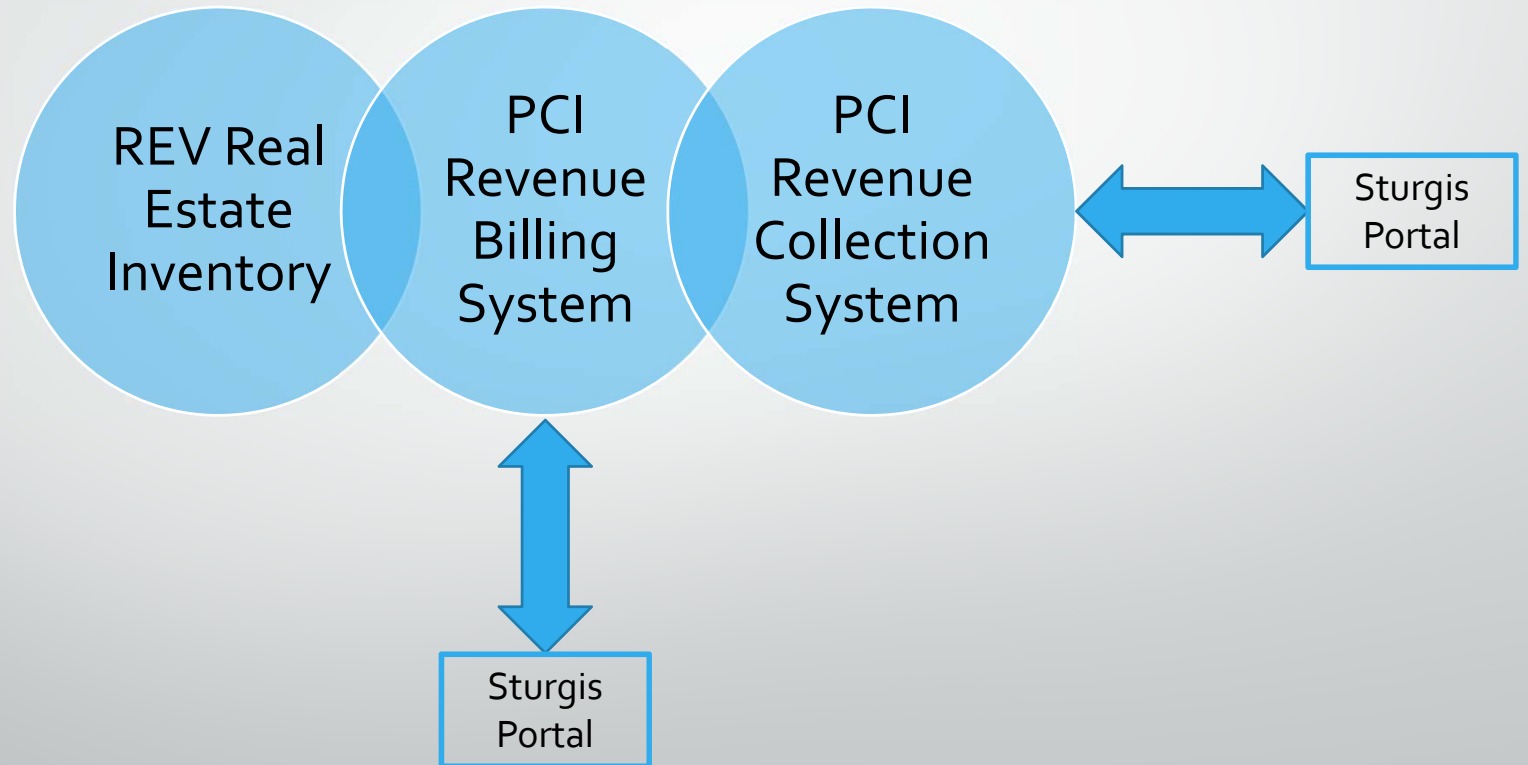 REV Real
Estate
Inventory
PCI
Revenue
Billing
System
PCI
Revenue
Collection
System
Sturgis
Portal
Sturgis
Portal